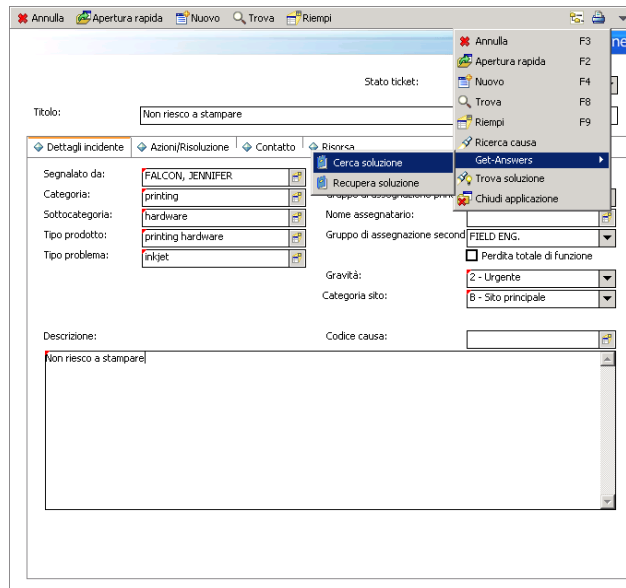 Annulla Apertura rapida Nuovo Trova Riempi
Annulla F3
Apertura rapida F2
Nuovo F4
Trova F8
Riempi F9
Ricerca causa
Get-Answers
Trova soluzione
Chiudi applicazione
Cerca soluzione
Recupera soluzione
ne
Stato ticket:
Titolo: Non riesco a stampare
Dettagli incidente Azioni/Risoluzione Contatto Risorsa
Segnalato da: FALCON, JENNIFER
Categoria: printing
Sottocategoria: hardware Nome assegnatario:
Tipo prodotto: printing hardware Gruppo di assegnazione second FIELD ENG.
Tipo problema: inkjet Perdita totale di funzione
Gravità: 2 - Urgente
Categoria sito: B - Sito principale
Descrizione: Codice causa:
Non riesco a stampare